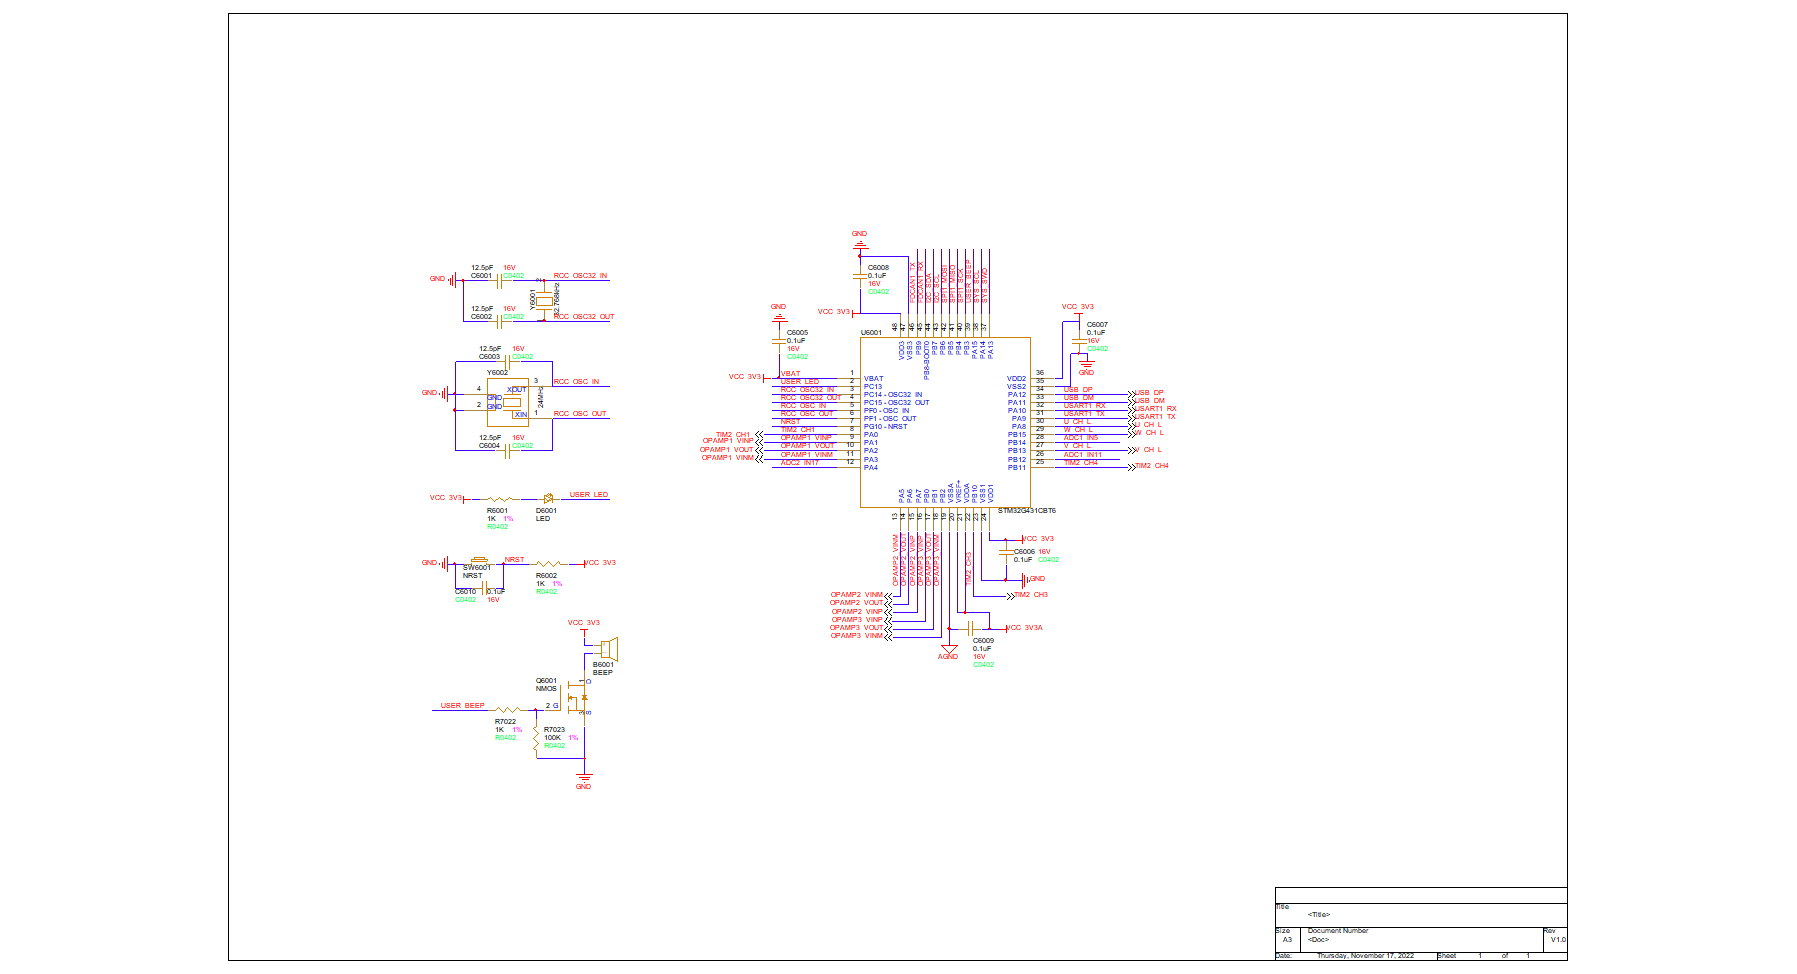 GND
12.5pF 16V
C6001 C0402
RCC_OSC32_IN
Y6001
32.768kHz
12.5pF 16V
C6002 C0402
RCC_OSC32_OUT
12.5pF 16V
C6003 C0402
Y6002
GND
4
GND
2
GND
XOUT
XIN
3
1
24MHz
RCC_OSC_IN
RCC_OSC_OUT
12.5pF 16V
C6004 C0402
VCC_3V3
R6001
1K 1%
R0402
D6001
LED
USER_LED
GND
SW6001
NRST
NRST
C6010 0.1uF
C0402 16V
R6002
1K 1%
R0402
VCC_3V3
VCC_3V3
B6001
BEEP
Q6001
NMOS
1 D
2 G
3 S
USER_BEEP
R7022
1K 1%
R0402
R7023
100K 1%
R0402
GND
GND
C6008
0.1uF
16V
C0402
VCC_3V3
FDCAN1_TX
FDCAN1_RX
I2C_SDA
I2C_SCL
SPI1_MOSI
SPI1_MISO
SPI1_SCK
USER_BEEP
SYS_SCL
SYS_SWD
48 47 46 45 44 43 42 41 40 39 38 37
VDD3
VSS3
PB9
PB8-BOOT0
PB7
PB6
PB5
PB4
PB3
PA15
PA14
PA13
U6001
GND
C6005
0.1uF
16V
C0402
VCC_3V3
VBAT 1 VBAT
USER_LED 2 PC13
RCC_OSC32_IN 3 PC14 - OSC32_IN
RCC_OSC32_OUT 4 PC15 - OSC32_OUT
RCC_OSC_IN 5 PF0 - OSC_IN
RCC_OSC_OUT 6 PF1 - OSC_OUT
NRST 7 PG10 - NRST
TIM2_CH1 TIM2_CH1 8 PA0
OPAMP1_VINP OPAMP1_VINP 9 PA1
OPAMP1_VOUT OPAMP1_VOUT 10 PA2
OPAMP1_VINM OPAMP1_VINM 11 PA3
ADC2_IN17 12 PA4
VCC_3V3
C6007
0.1uF
16V
C0402
GND
VDD2 36
VSS2 35
PA12 34 USB_DP USB_DP
PA11 33 USB_DM USB_DM
PA10 32 USART1_RX USART1_RX
PA9 31 USART1_TX USART1_TX
PA8 30 U_CH_L U_CH_L
PB15 29 W_CH_L W_CH_L
PB14 28 ADC1_IN5
PB13 27 V_CH_L V_CH_L
PB12 26 ADC1_IN11
PB11 25 TIM2_CH4 TIM2_CH4
PA5
PA6
PA7
PB0
PB1
PB2
VSSA
VREF+
VDDA
PB10
VSS1
VDD1
STM32G431CBT6
13 14 15 16 17 18 19 20 21 22 23 24
OPAMP2_VINM
OPAMP2_VOUT
OPAMP2_VINP
OPAMP3_VINP
OPAMP3_VOUT
OPAMP3_VINM
TIM2_CH3
VCC_3V3
C6006 16V
0.1uF C0402
GND
TIM2_CH3
OPAMP2_VINM
OPAMP2_VOUT
OPAMP2_VINP
OPAMP3_VINP
OPAMP3_VOUT
OPAMP3_VINM
VCC_3V3A
AGND
C6009
0.1uF
16V
C0402
Title
<Title>
Size Document Number Rev
A3 <Doc> V1.0
Date: Thursday, November 17, 2022 Sheet 1 of 1